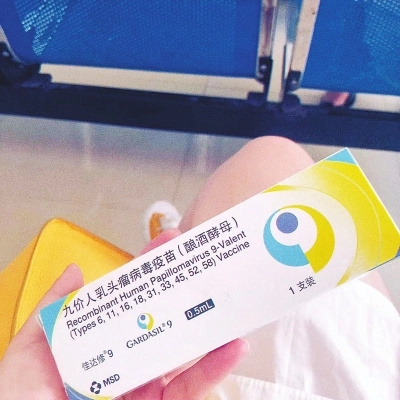 九价人乳头瘤病毒疫苗（酿酒酵母）
Recombinant Human Papillomavirus 9-Valent
(Types 6, 11, 16, 18, 31, 33, 45, 52, 58) Vaccine
佳达修®9
GARDASIL® 9
0.5mL
1 支装
MSD